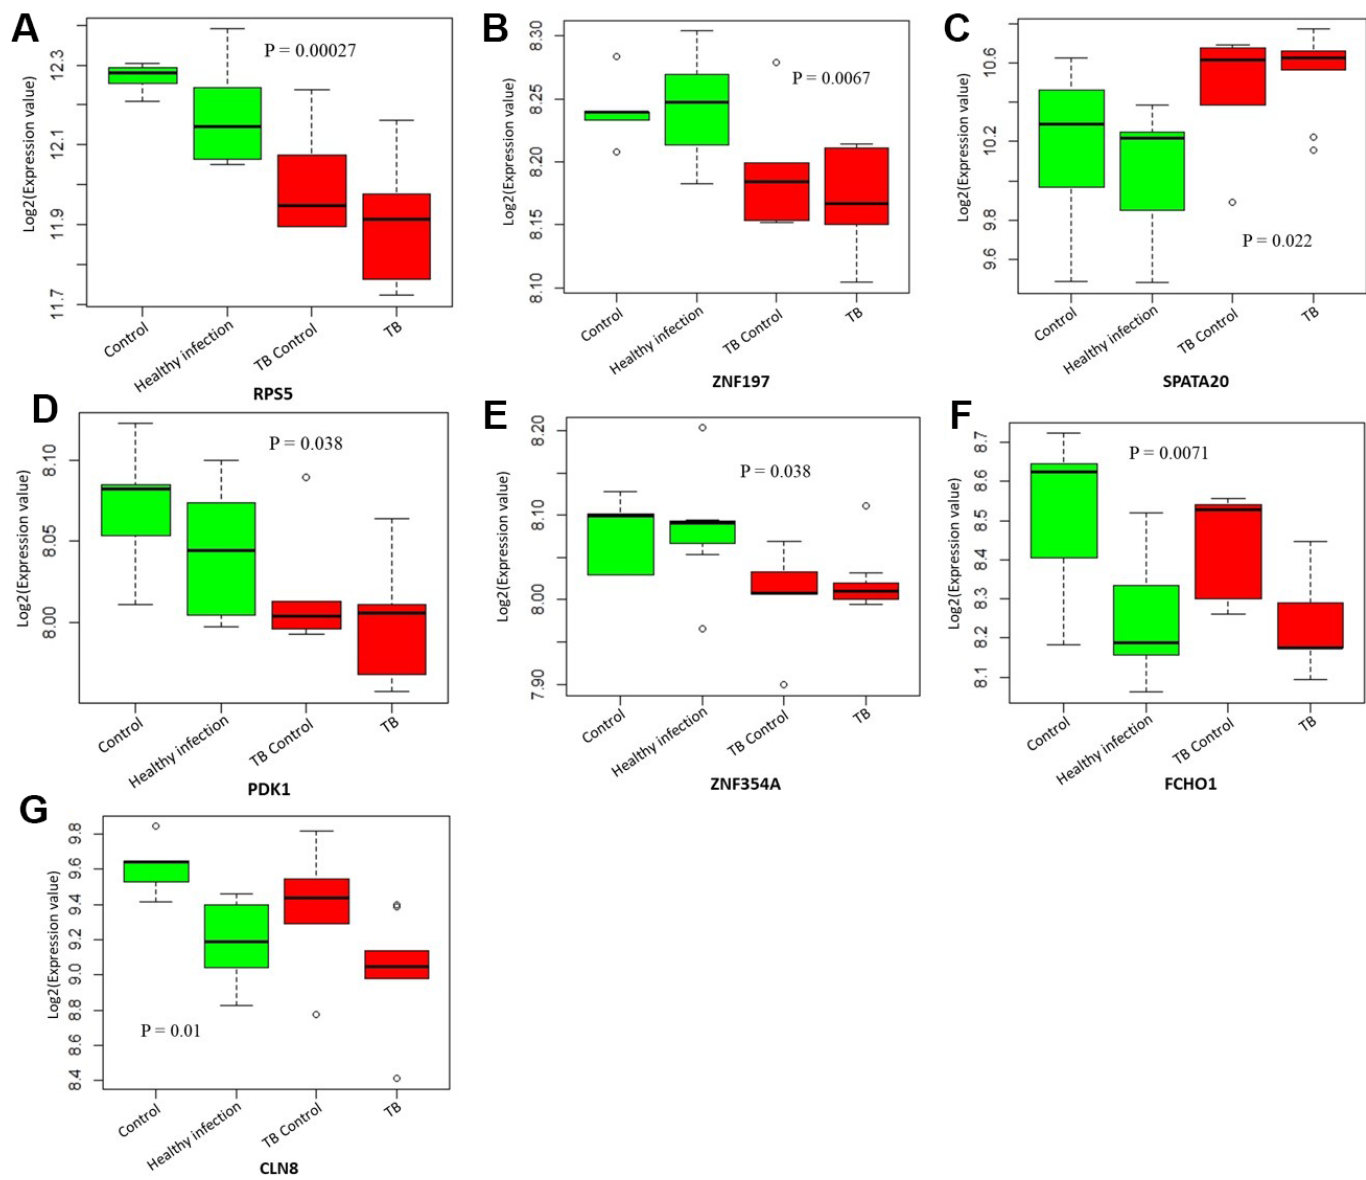 A
Log2(Expression value)
12.3
12.1
11.9
11.7
P = 0.00027
Control
Healthy infection
TB Control
TB
RPS5
B
Log2(Expression value)
8.30
8.25
8.20
8.15
8.10
P = 0.0067
Control
Healthy infection
TB Control
TB
ZNF197
C
Log2(Expression value)
10.6
10.2
9.8
9.6
P = 0.022
Control
Healthy infection
TB Control
TB
SPATA20
D
Log2(Expression value)
8.10
8.05
8.00
P = 0.038
Control
Healthy infection
TB Control
TB
PDK1
E
Log2(Expression value)
8.20
8.10
8.00
7.90
P = 0.038
Control
Healthy infection
TB Control
TB
ZNF354A
F
Log2(Expression value)
8.7
8.6
8.5
8.4
8.3
8.2
8.1
P = 0.0071
Control
Healthy infection
TB Control
TB
FCHO1
G
Log2(Expression value)
9.8
9.6
9.4
9.2
9.0
8.8
8.6
8.4
P = 0.01
Control
Healthy infection
TB Control
TB
CLN8